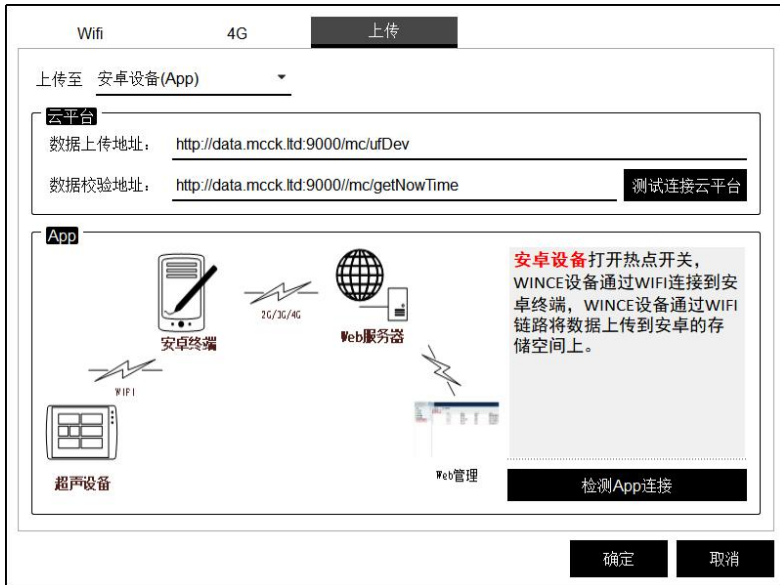 Wifi 4G 上传
上传至 安卓设备(App)
云平台
数据上传地址： http://data.mcck.ltd:9000/mc/ufDev
数据校验地址： http://data.mcck.ltd:9000//mc/getNowTime 测试连接云平台
App
安卓终端
2G/3G/4G
Web服务器
WIFI
超声设备
Web管理
安卓设备打开热点开关，
WINCE设备通过WIFI连接到安
卓终端，WINCE设备通过WIFI
链路将数据上传到安卓的存
储空间上。
检测App连接
确定 取消